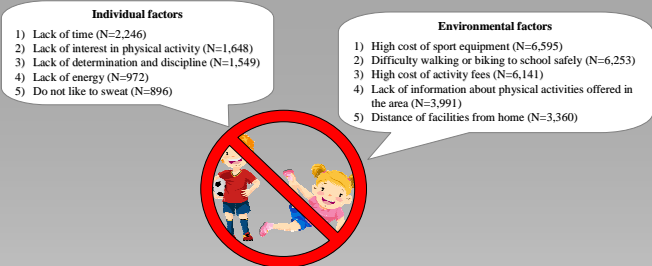 Individual factors
1) Lack of time (N=2,246)
2) Lack of interest in physical activity (N=1,648)
3) Lack of determination and discipline (N=1,549)
4) Lack of energy (N=972)
5) Do not like to sweat (N=896)
Environmental factors
1) High cost of sport equipment (N=6,595)
2) Difficulty walking or biking to school safely (N=6,253)
3) High cost of activity fees (N=6,141)
4) Lack of information about physical activities offered in
the area (N=3,991)
5) Distance of facilities from home (N=3,360)